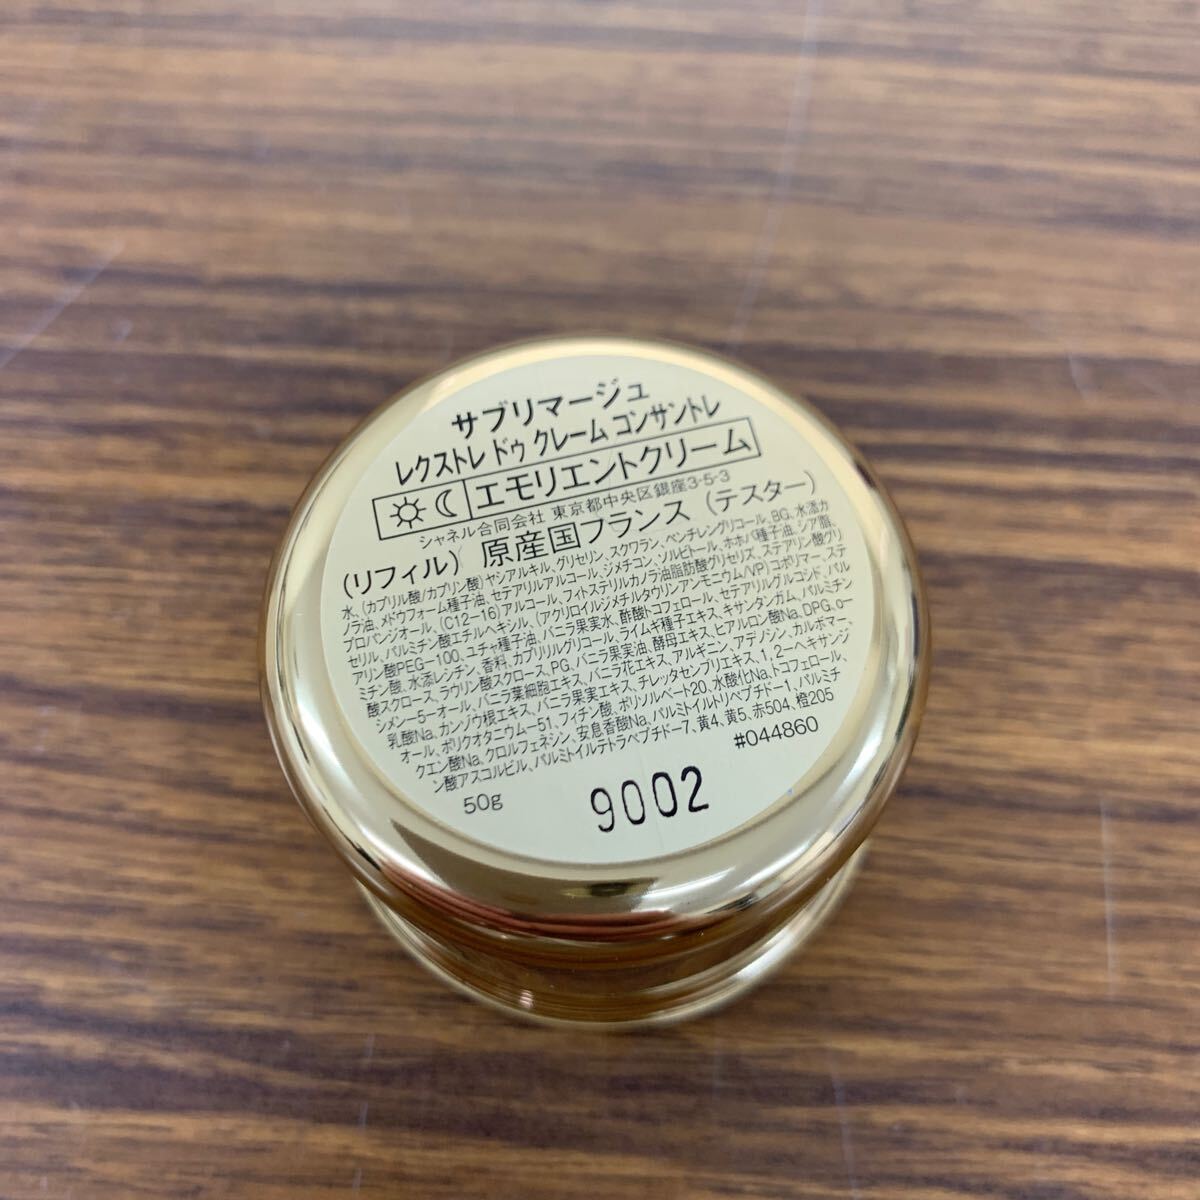 サブリマージュ
レクストレ ドゥ クレーム コンサントレ
エモリエントクリーム
シャネル合同会社 東京都中央区銀座3-5-3
(リフィル) 原産国フランス (テスター)
水、(カプリル酸/カプリン酸)ヤシアルキル、グリセリン、スクワラン、ペンチレングリコール、BG、水添カ
ノラ油、メドウフォーム種子油、セテアリルアルコール、ジメチコン、ソルビトール、ホホバ種子油、シア脂、
プロパンジオール、(C12-16)アルコール、フィトステリルカノラ油脂肪酸グリセリズ、ステアリン酸グリ
セリル、パルミチン酸エチルヘキシル、(アクリロイルジメチルタウリンアンモニウム/VP)コポリマー、ステ
アリン酸PEG-100、ユチャ種子油、バニラ果実水、酢酸トコフェロール、セテアリルグルコシド、パル
ミチン酸、水添レシチン、香料、カプリリルグリコール、ライムギ種子エキス、キサンタンガム、パルミチン
酸スクロース、ラウリン酸スクロース、PG、バニラ果実油、酵母エキス、ヒアルロン酸Na、DPG、o-
シメン-5-オール、バニラ葉細胞エキス、バニラ花エキス、アルギニン、アデノシン、カルボマー、
乳酸Na、カンゾウ根エキス、バニラ果実エキス、チレッタセンブリエキス、1,2-ヘキサンジ
オール、ポリクオタニウム-51、フィチン酸、ポリソルベート20、水酸化Na、トコフェロール、
クエン酸Na、クロルフェネシン、安息香酸Na、パルミトイルトリペプチドー1、パルミチ
ン酸アスコルビル、パルミトイルテトラペプチドー7、黄4、黄5、赤504、橙205
#044860
50g
9002